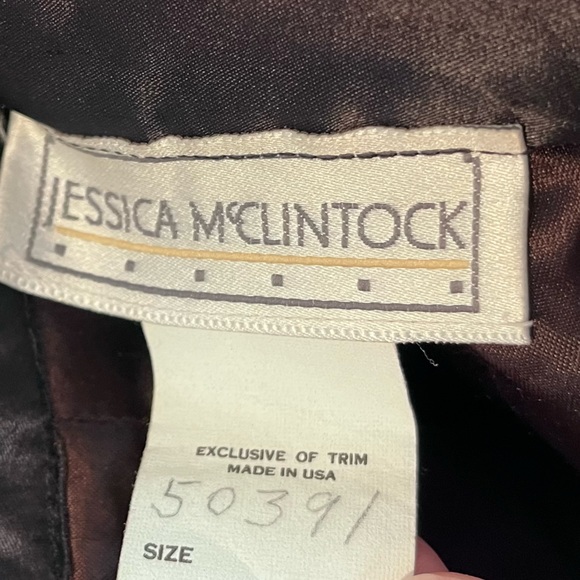 JESSICA McCLINTOCK
EXCLUSIVE OF TRIM
MADE IN USA
50391
SIZE